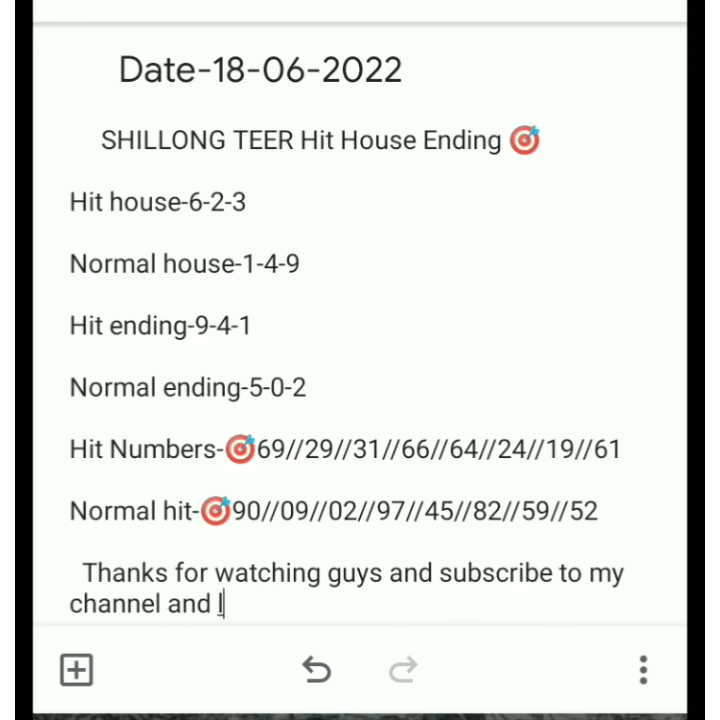 Date-18-06-2022
SHILLONG TEER Hit House Ending 🎯
Hit house-6-2-3
Normal house-1-4-9
Hit ending-9-4-1
Normal ending-5-0-2
Hit Numbers-🎯69//29//31//66//64//24//19//61
Normal hit-🎯90//09//02//97//45//82//59//52
Thanks for watching guys and subscribe to my
channel and l